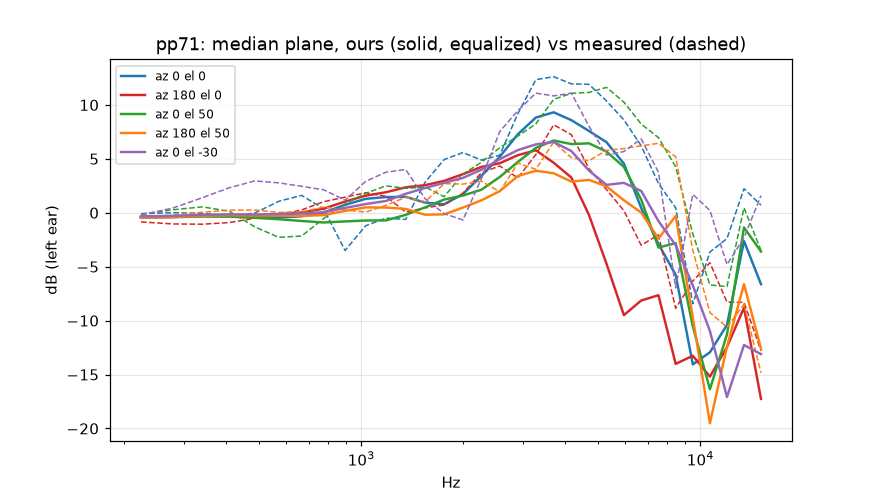 pp71: median plane, ours (solid, equalized) vs measured (dashed)
az 0 el 0
az 180 el 0
az 0 el 50
az 180 el 50
az 0 el -30
10
5
0
−5
−10
−15
−20
dB (left ear)
10³
10⁴
Hz